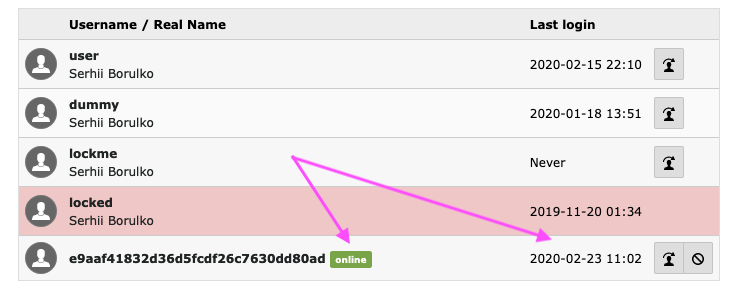 Username / Real Name Last login
user
Serhii Borulko 2020-02-15 22:10
dummy
Serhii Borulko 2020-01-18 13:51
lockme
Serhii Borulko Never
locked
Serhii Borulko 2019-11-20 01:34
e9aaf41832d36d5fcdf26c7630dd80ad online 2020-02-23 11:02